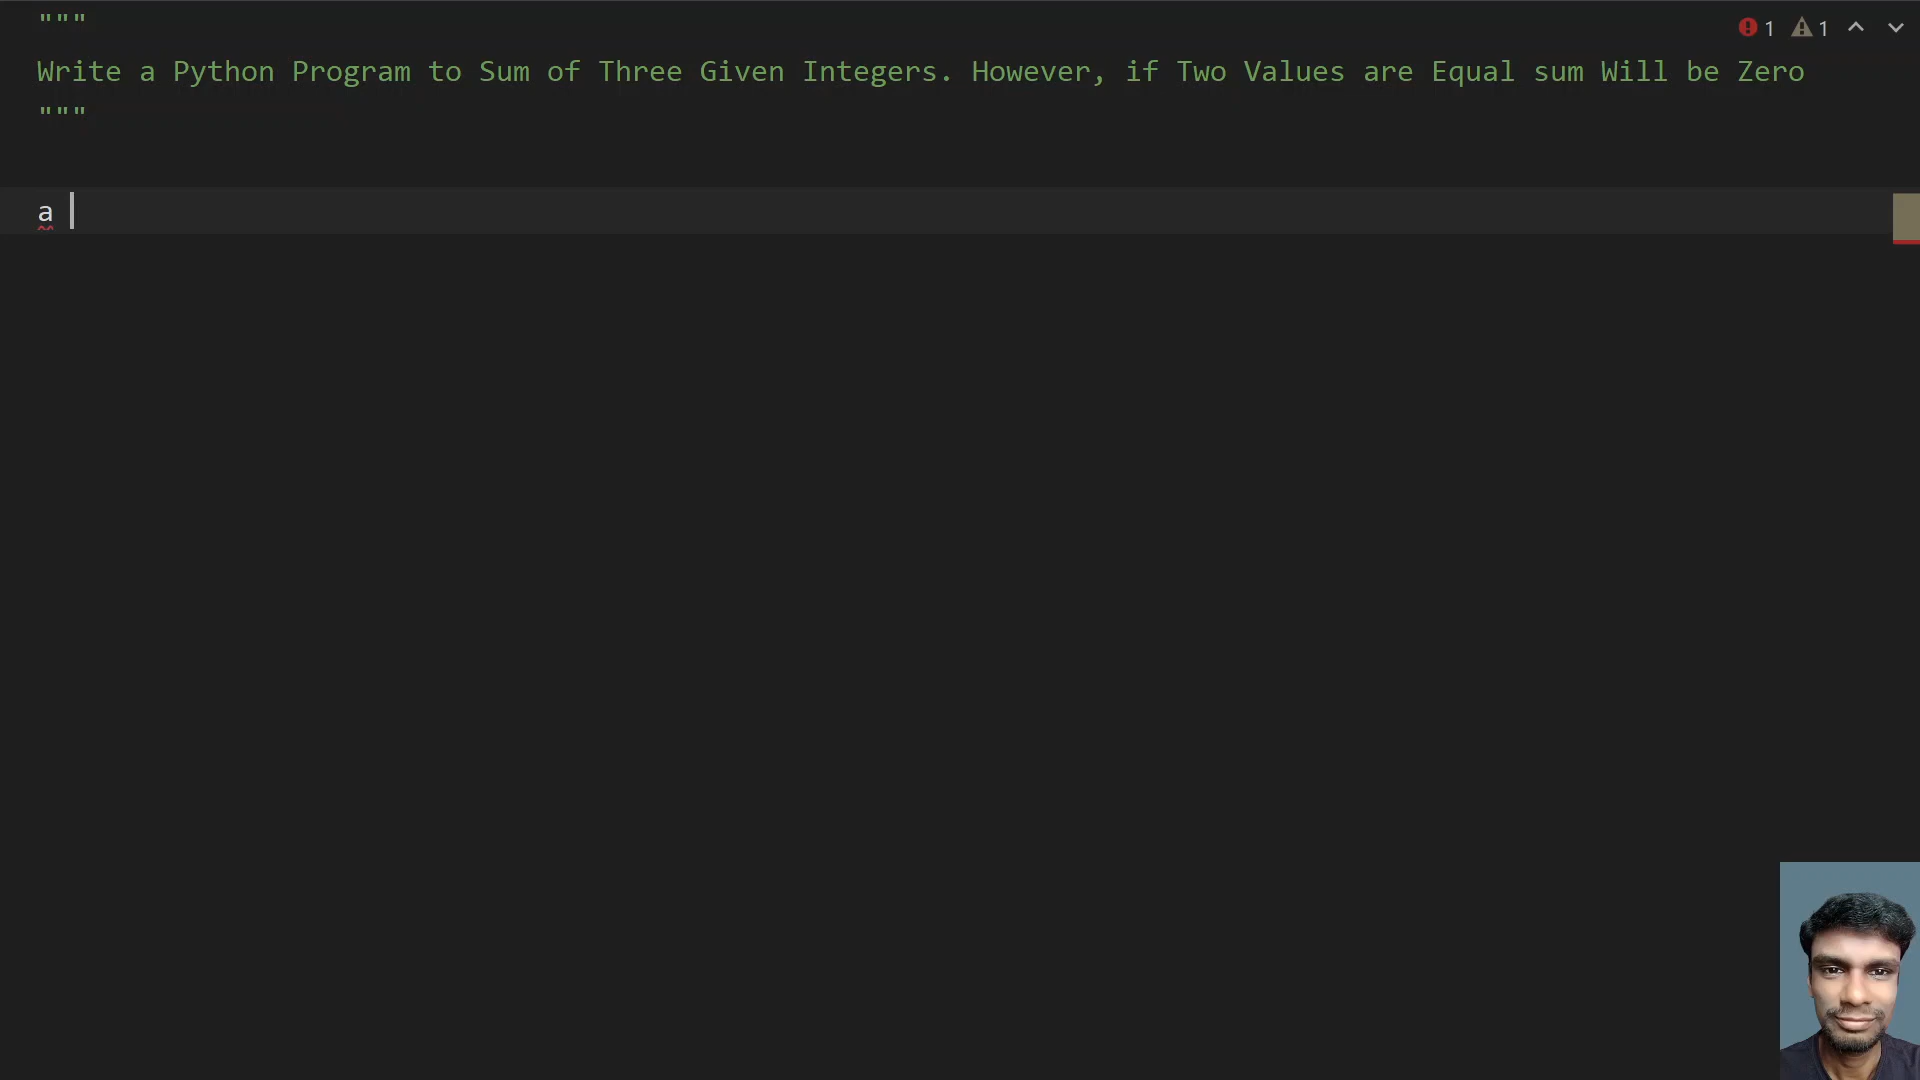 """
1 1
Write a Python Program to Sum of Three Given Integers. However, if Two Values are Equal sum Will be Zero
"""
a